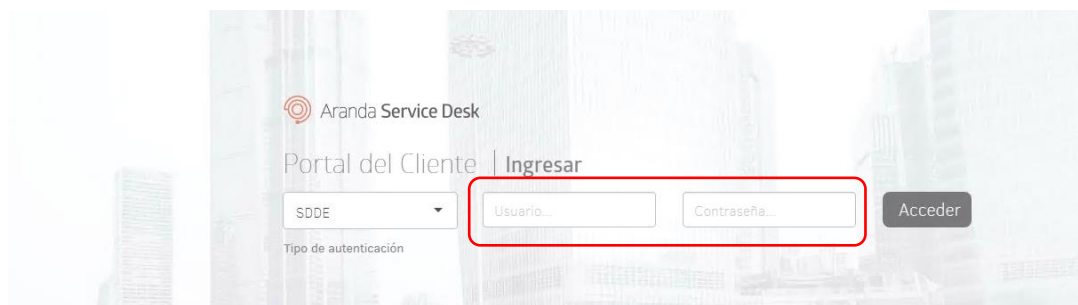 Aranda Service Desk
Portal del Cliente | Ingresar
SDDE
Usuario...
Contraseña...
Acceder
Tipo de autenticación